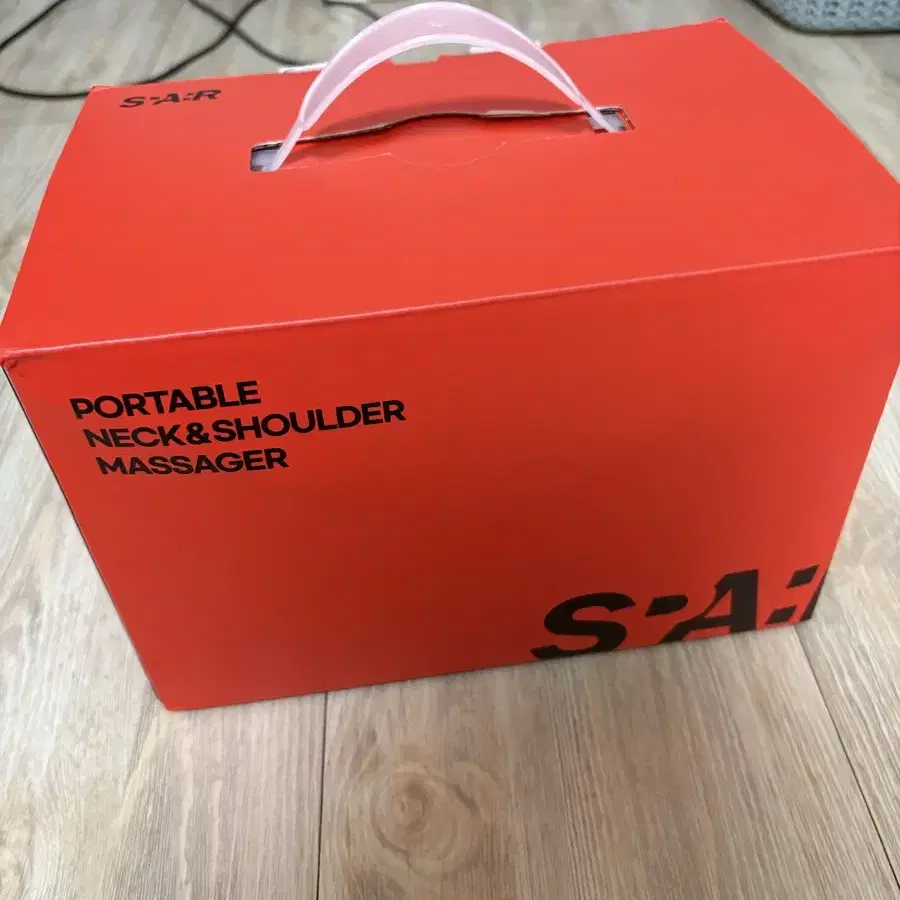 S:A:R
PORTABLE
NECK&SHOULDER
MASSAGER
S:A: